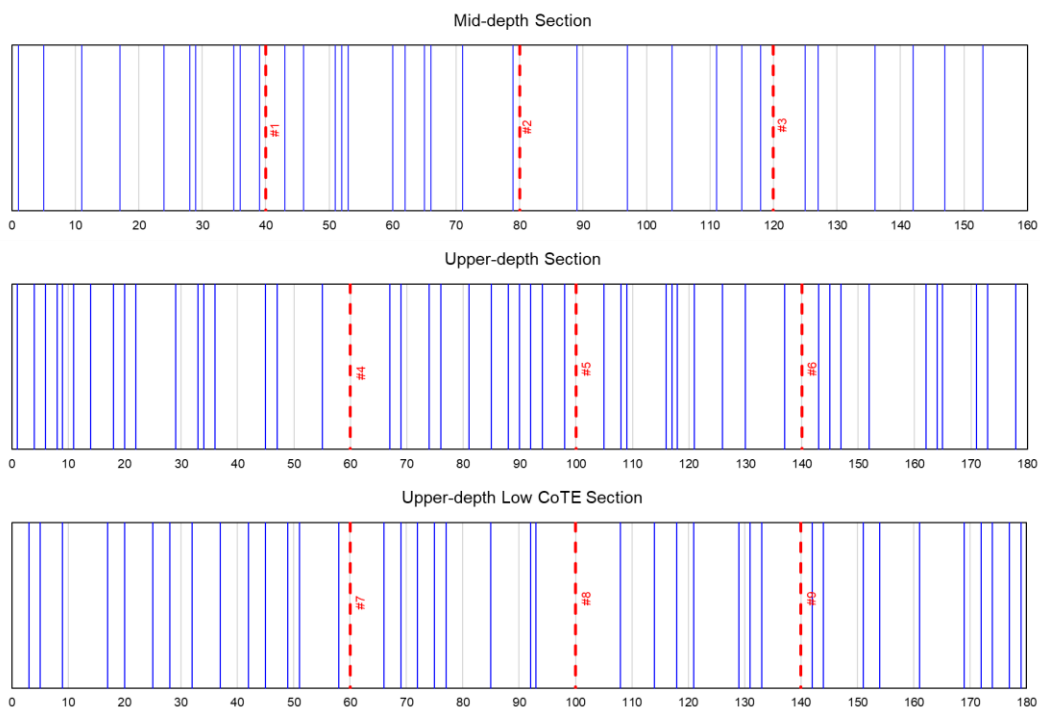 Mid-depth Section
#1 #2 #3
0 10 20 30 40 50 60 70 80 90 100 110 120 130 140 150 160
Upper-depth Section
#4 #5 #6
0 10 20 30 40 50 60 70 80 90 100 110 120 130 140 150 160 170 180
Upper-depth Low CoTE Section
#7 #8 #9
0 10 20 30 40 50 60 70 80 90 100 110 120 130 140 150 160 170 180